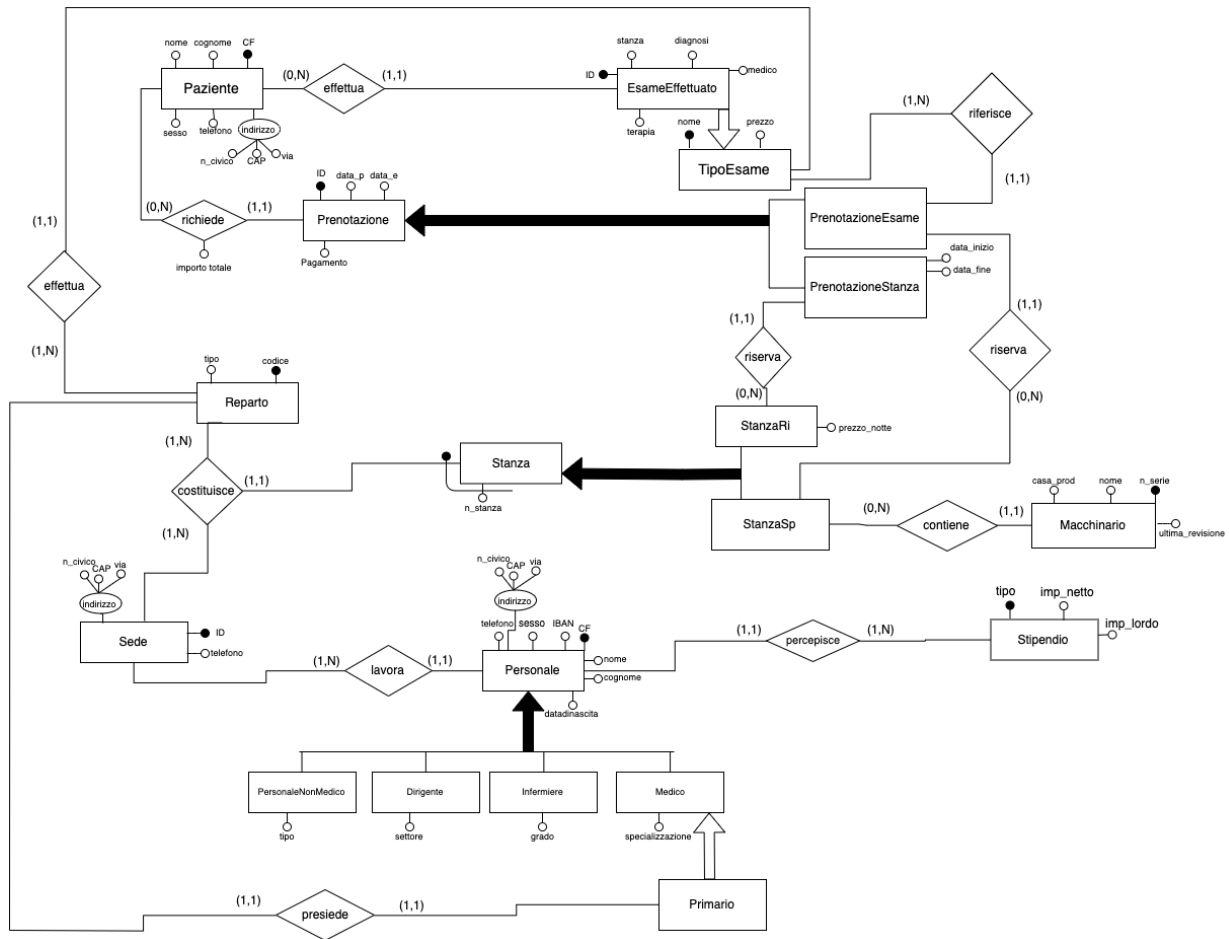 nome
cognome
CF
stanza
diagnosi
(0,N)
(1,1)
ID
medico
Paziente
effettua
EsameEffettuato
(1,N)
riferisce
sesso
telefono
indirizzo
terapia
nome
prezzo
n_civico
CAP
via
TipoEsame
ID
data_p
data_e
(1,1)
(0,N)
(1,1)
(1,1)
richiede
Prenotazione
PrenotazioneEsame
importo totale
Pagamento
data_inizio
data_fine
effettua
PrenotazioneStanza
(1,1)
(1,1)
(1,N)
riserva
riserva
tipo
codice
(0,N)
(0,N)
Reparto
StanzaRi
prezzo_notte
(1,N)
Stanza
(1,1)
costituisce
n_stanza
casa_prod
nome
n_serie
(0,N)
(1,1)
StanzaSp
contiene
Macchinario
ultima_revisione
(1,N)
n_civico
CAP
via
n_civico
CAP
via
indirizzo
indirizzo
tipo
imp_netto
telefono
sesso
IBAN
CF
imp_lordo
ID
(1,1)
(1,N)
Sede
percepisce
Stipendio
telefono
(1,N)
(1,1)
nome
lavora
Personale
cognome
datadinascita
PersonaleNonMedico
Dirigente
Infermiere
Medico
tipo
settore
grado
specializzazione
(1,1)
(1,1)
Primario
presiede